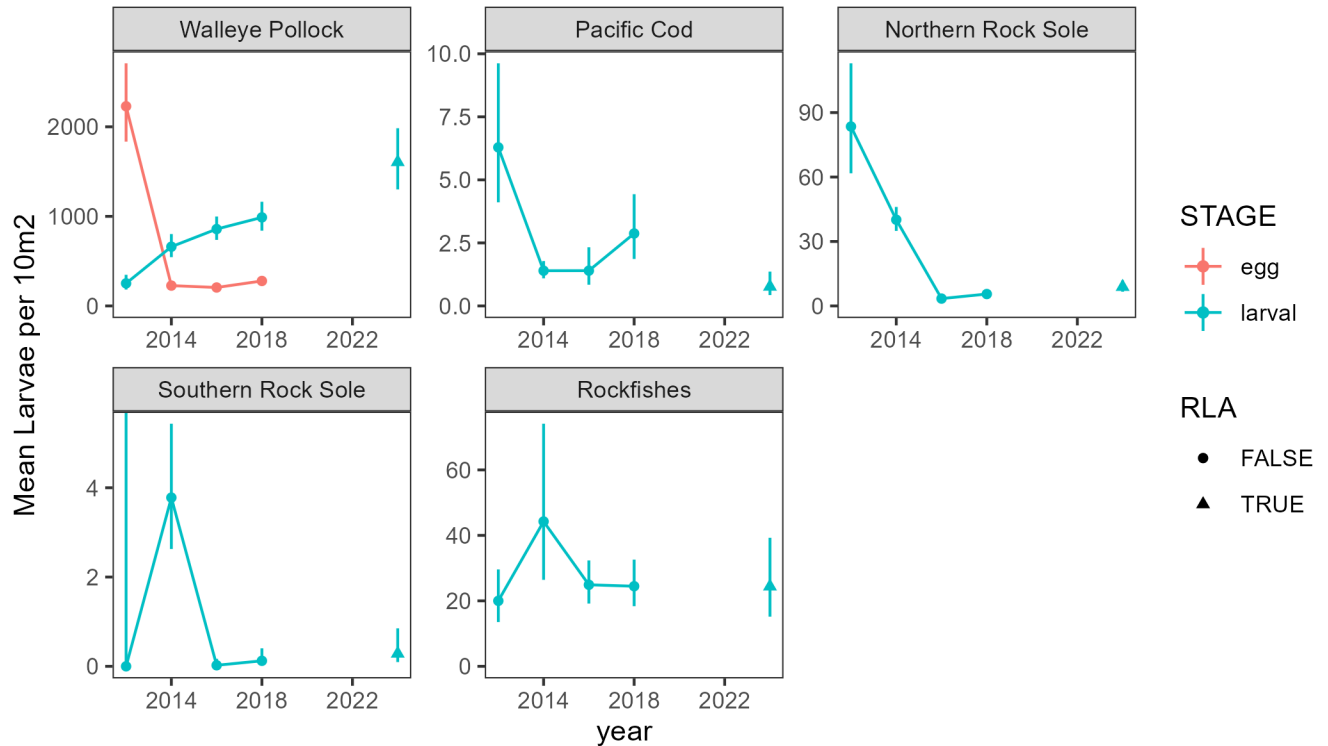 Walleye Pollock
Pacific Cod
Northern Rock Sole
2000
1000
0
10.0
7.5
5.0
2.5
0.0
90
60
30
0
2014
2018
2022
2014
2018
2022
2014
2018
2022
Southern Rock Sole
Rockfishes
4
2
0
60
40
20
0
2014
2018
2022
2014
2018
2022
Mean Larvae per 10m2
year
STAGE
egg
larval
RLA
FALSE
TRUE